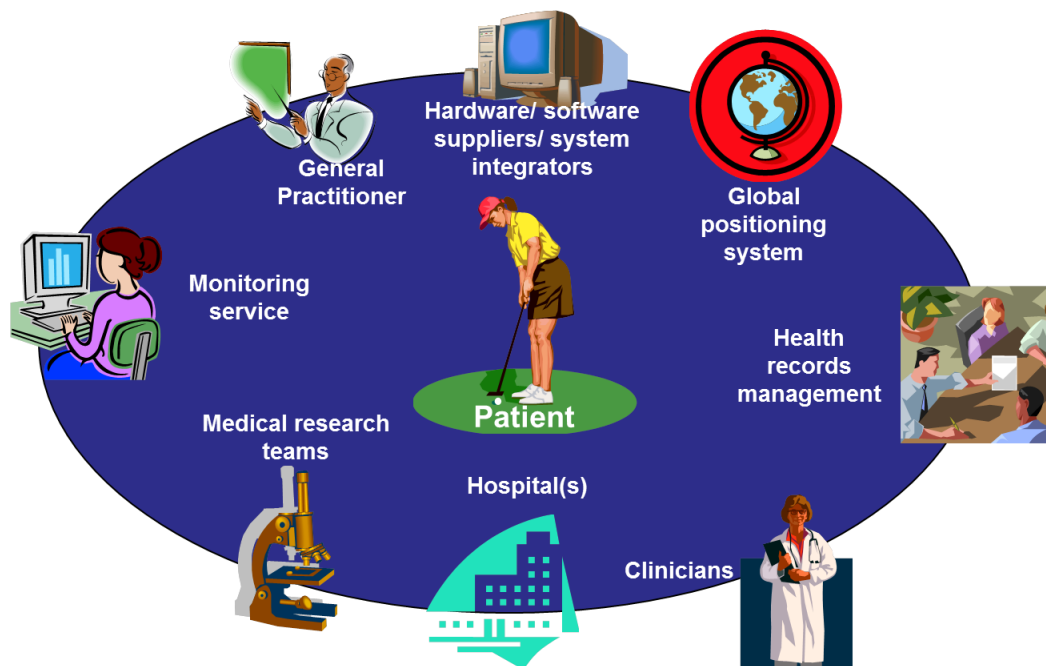 Hardware/ software
suppliers/ system
integrators
General
Practitioner
Global
positioning
system
Monitoring
service
Health
records
management
Patient
Medical research
teams
Hospital(s)
Clinicians